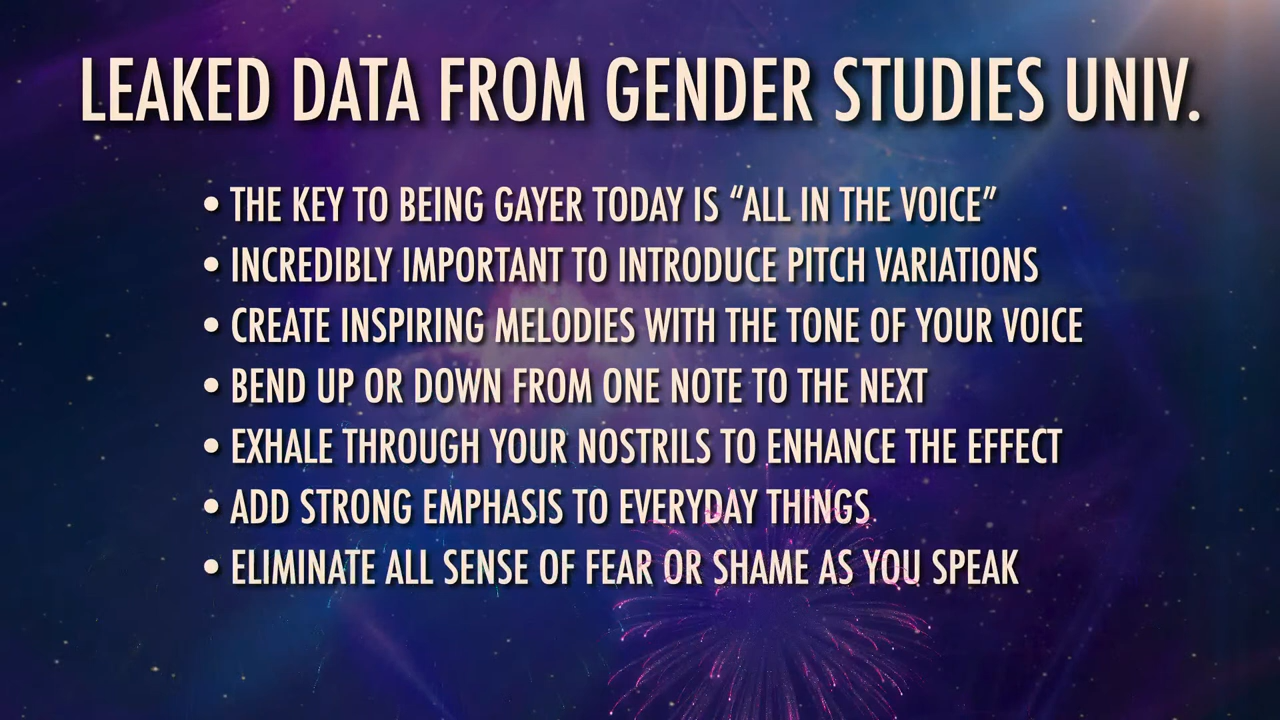 LEAKED DATA FROM GENDER STUDIES UNIV.
• THE KEY TO BEING GAYER TODAY IS “ALL IN THE VOICE”
• INCREDIBLY IMPORTANT TO INTRODUCE PITCH VARIATIONS
• CREATE INSPIRING MELODIES WITH THE TONE OF YOUR VOICE
• BEND UP OR DOWN FROM ONE NOTE TO THE NEXT
• EXHALE THROUGH YOUR NOSTRILS TO ENHANCE THE EFFECT
• ADD STRONG EMPHASIS TO EVERYDAY THINGS
• ELIMINATE ALL SENSE OF FEAR OR SHAME AS YOU SPEAK